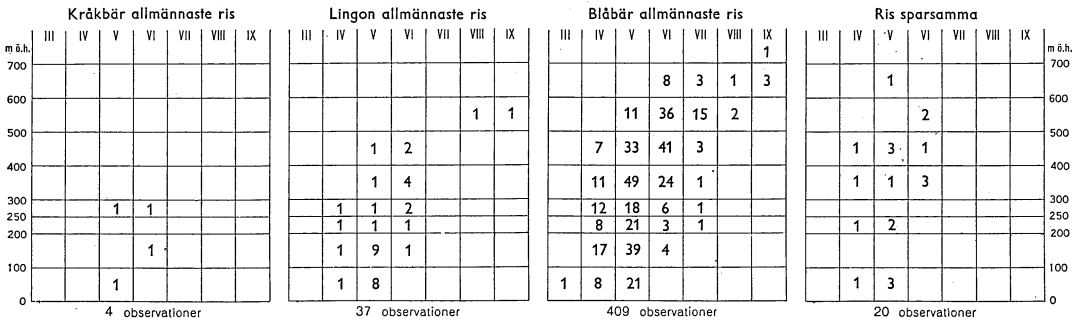 Kråkbär allmännaste ris Lingon allmännaste ris Blåbär allmännaste ris Ris sparsamma
m ö.h. III IV V VI VII VIII IX III IV V VI VIII IX III IV V VI VII VIII IX III IV V VI VII VIII IX m ö.h.
1
700 700
8 3 1 3 1
600 600
1 1 11 36 15 2 2
500 500
1 2 7 33 41 3 1 3 1
400 400
1 4 11 49 24 1 1 1 3
300 300
1 1 1 1 2 12 18 6 1
250 250
1 1 1 8 21 3 1 1 2
200 200
1 1 9 1 17 39 4
100 100
1 1 8 1 8 21 1 3
0 0
4 observationer 37 observationer 409 observationer 20 observationer